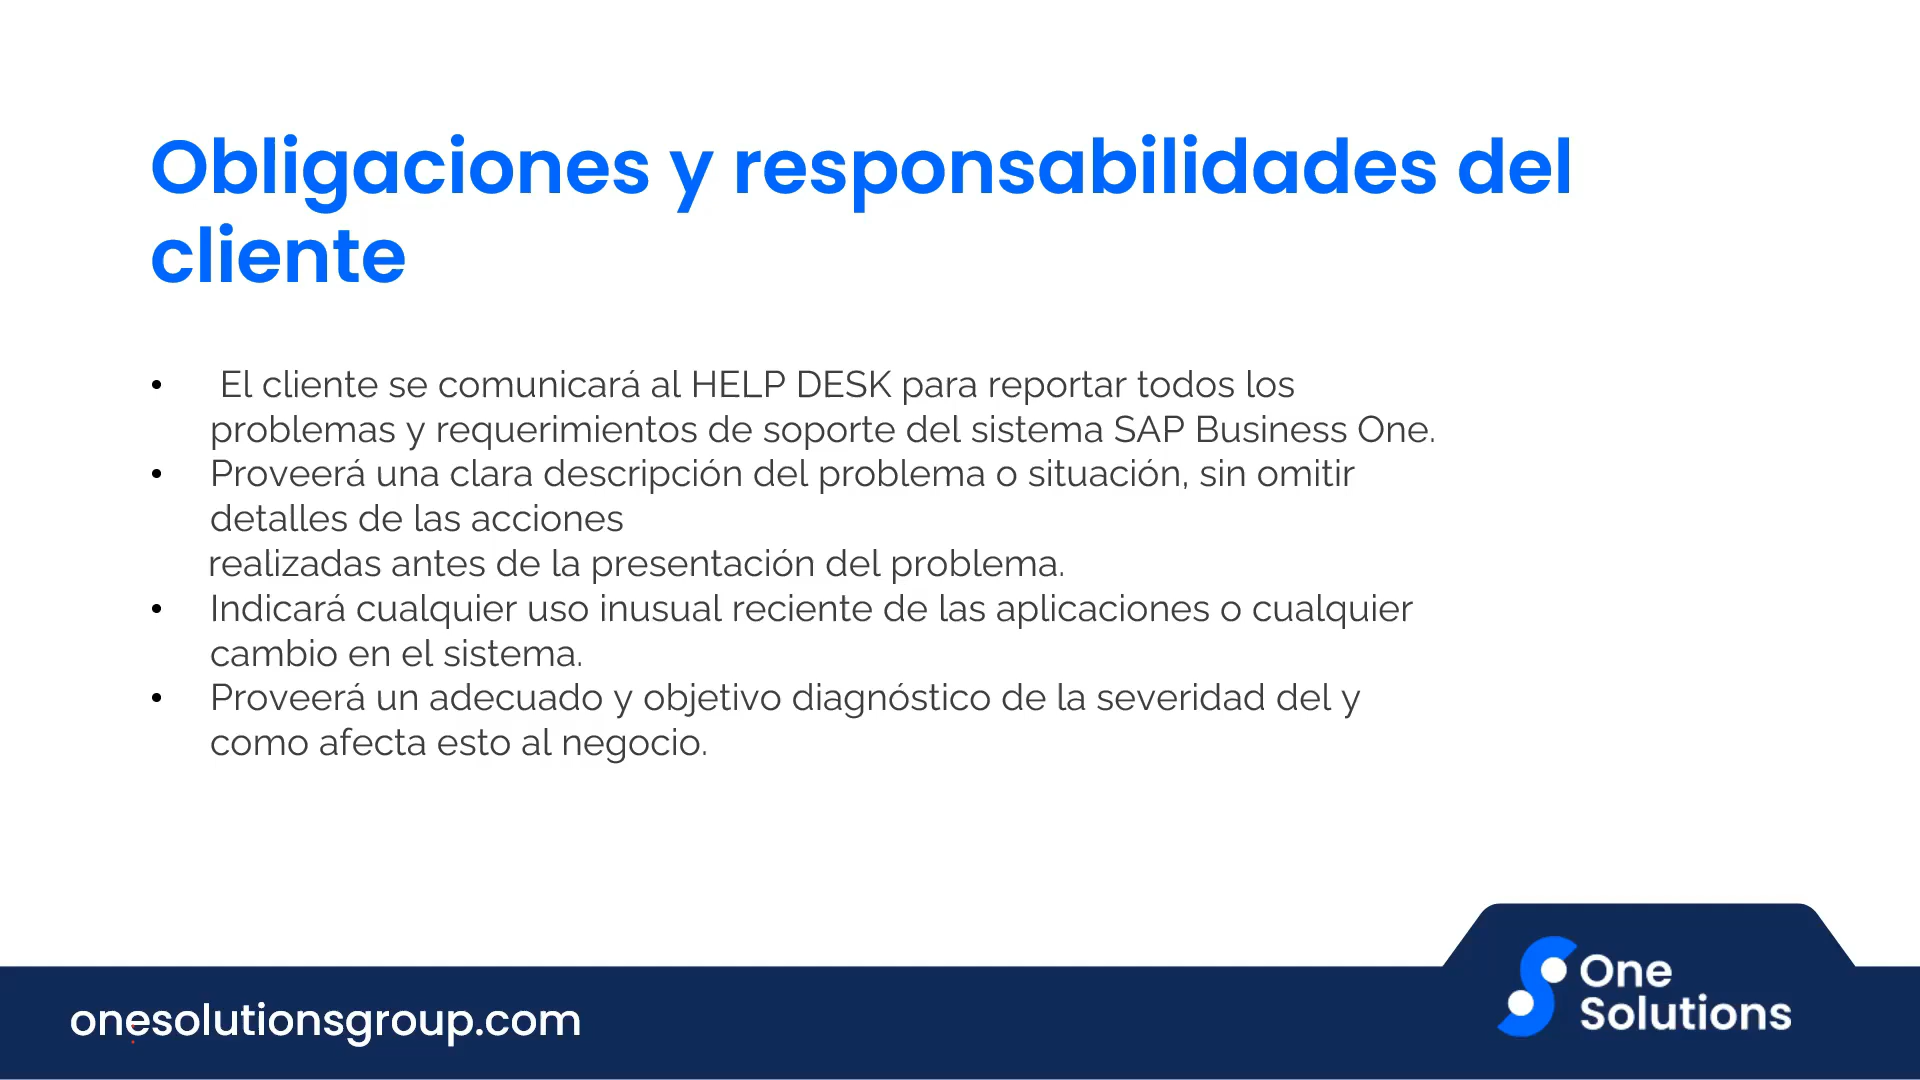 Obligaciones y responsabilidades del
cliente
• El cliente se comunicará al HELP DESK para reportar todos los
problemas y requerimientos de soporte del sistema SAP Business One.
• Proveerá una clara descripción del problema o situación, sin omitir
detalles de las acciones
realizadas antes de la presentación del problema.
• Indicará cualquier uso inusual reciente de las aplicaciones o cualquier
cambio en el sistema.
• Proveerá un adecuado y objetivo diagnóstico de la severidad del y
como afecta esto al negocio.
onesolutionsgroup.com
One
Solutions